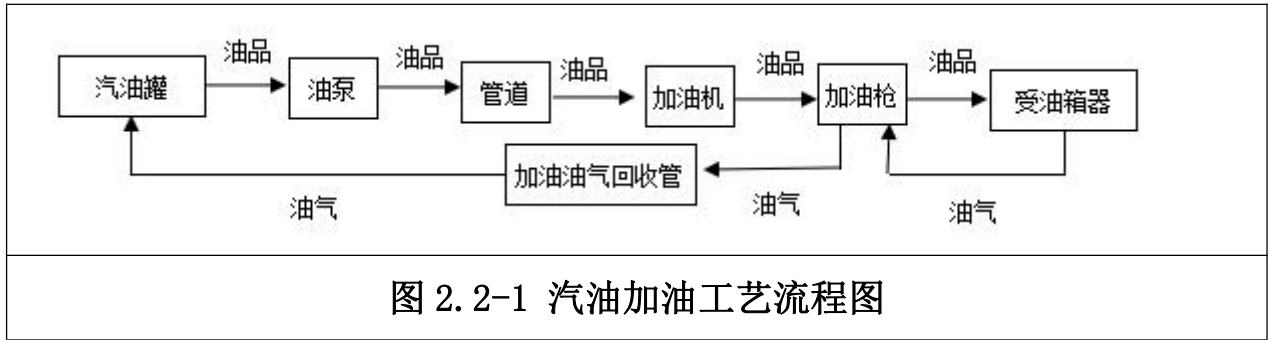 油品 油品 油品 油品 油品
汽油罐 油泵 管道 加油机 加油枪 受油箱器
加油油气回收管
油气 油气 油气
图 2.2-1 汽油加油工艺流程图